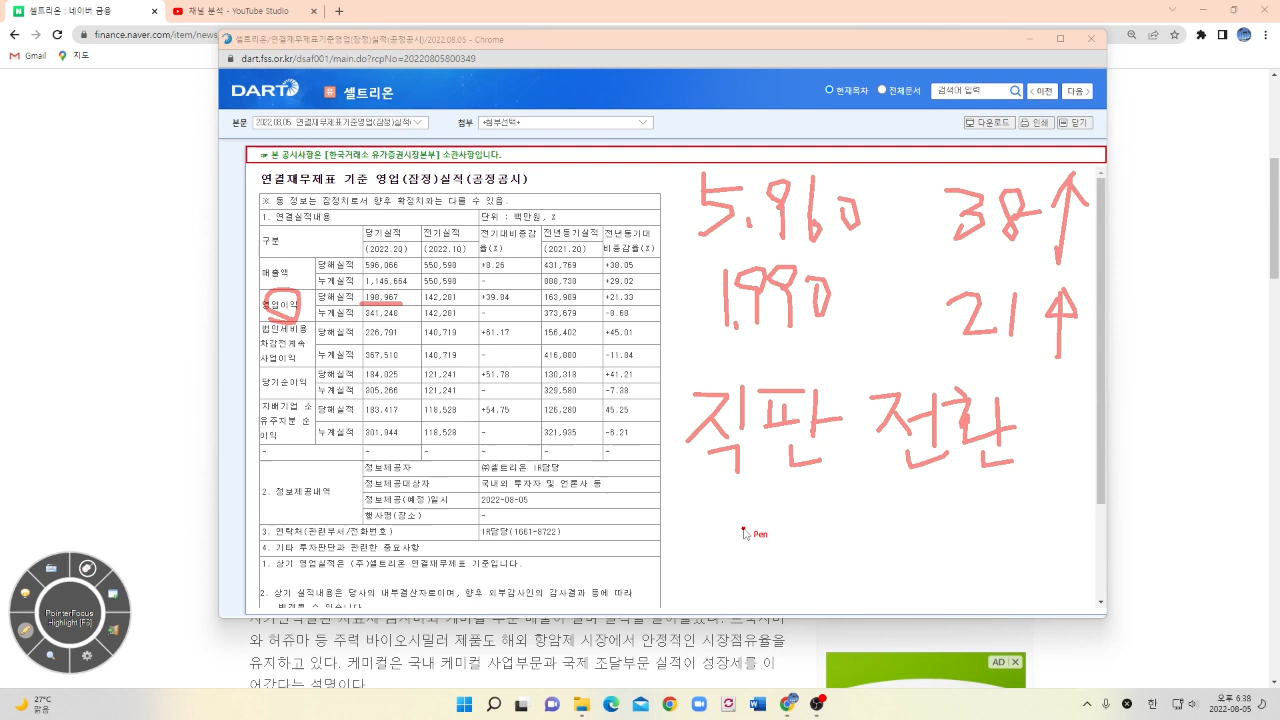 셀트리온 : 네이버 금융
채널 분석 - YouTube Studio
finance.naver.com/item/news
Gmail
지도
셀트리온/연결재무제표기준영업(잠정)실적(공정공시)/2022.08.05 - Chrome
dart.fss.or.kr/dsaf001/main.do?rcpNo=20220805800349
DART 유 셀트리온
현재목차 전체문서 검색어 입력 이전 다음
본문 2022.08.05 연결재무제표기준영업(잠정)실적( 첨부 +첨부선택+ 다운로드 인쇄 닫기
☞ 본 공시사항은 [한국거래소 유가증권시장본부] 소관사항입니다.
연결재무제표 기준 영업(잠정)실적(공정공시)
※ 동 정보는 잠정치로서 향후 확정치와는 다를 수 있음.
1. 연결실적내용 단위 : 백만원, %
구분 당기실적 전기실적 전기대비증감률(%) 전년동기실적 전년동기대비증감율(%)
(2022.2Q) (2022.1Q) (2021.2Q)
매출액 당해실적 596,066 550,598 +8.26 431,769 +38.05
누계실적 1,146,664 550,598 - 888,738 +29.02
영업이익 당해실적 198,967 142,281 +39.84 163,989 +21.33
누계실적 341,248 142,281 - 373,679 -8.68
법인세비용차감전계속사업이익 당해실적 226,791 140,719 +61.17 156,402 +45.01
누계실적 367,510 140,719 - 416,880 -11.84
당기순이익 당해실적 184,025 121,241 +51.78 130,318 +41.21
누계실적 305,266 121,241 - 329,580 -7.38
지배기업 소유주지분 순이익 당해실적 183,417 118,528 +54.75 126,280 45.25
누계실적 301,944 118,528 - 321,935 -6.21
- - - - - -
2. 정보제공내역 정보제공자 ㈜셀트리온 IR담당
정보제공대상자 국내외 투자자 및 언론사 등
정보제공(예정)일시 2022-08-05
행사명(장소) -
3. 연락처(관련부서/전화번호) IR담당(1661-8722)
4. 기타 투자판단과 관련한 중요사항
1. 상기 영업실적은 (주)셀트리온 연결재무제표 기준입니다.
2. 상기 실적내용은 당사의 내부결산자료이며, 향후 외부감사인의 감사결과 등에 따라
변경될 수 있습니다
5.960 38↑
1.990 21↑
직판 전환
Pen
PointerFocus
Highlight [F3]
와 허쥬마 등 주력 바이오시밀러 제품도 해외 항암제 시장에서 안정적인 시장점유율을
유지하고 있다. 케미컬은 국내 케미컬 사업부문과 국제 조달부문 실적이 성장세를 이
어갔다는 설명이다.
AD
27°C
맑음
한
오후 6:38
2022-08-05